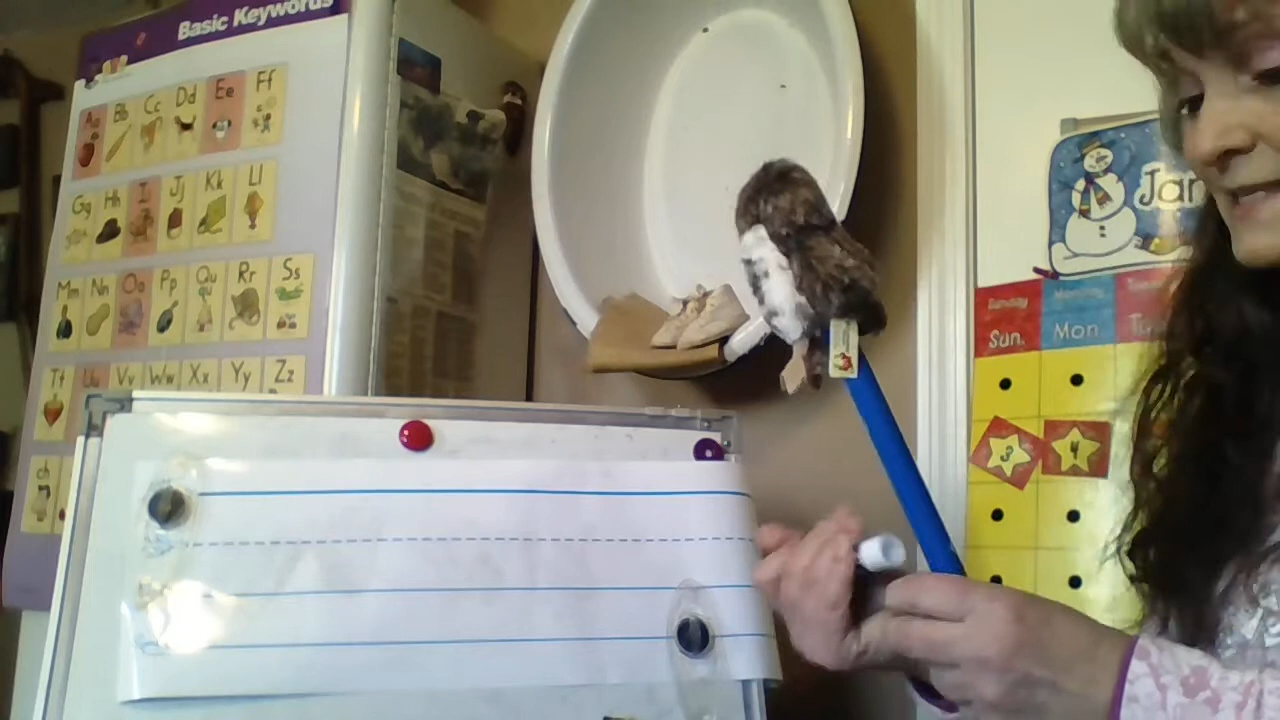 Basic Keywords
Aa Bb Cc Dd Ee Ff
Gg Hh Ii Jj Kk Ll
Mm Nn Oo Pp Qu Rr Ss
Tt Uu Vv Ww Xx Yy Zz
ch
Jan
Sunday Monday
Sun. Mon
3 4